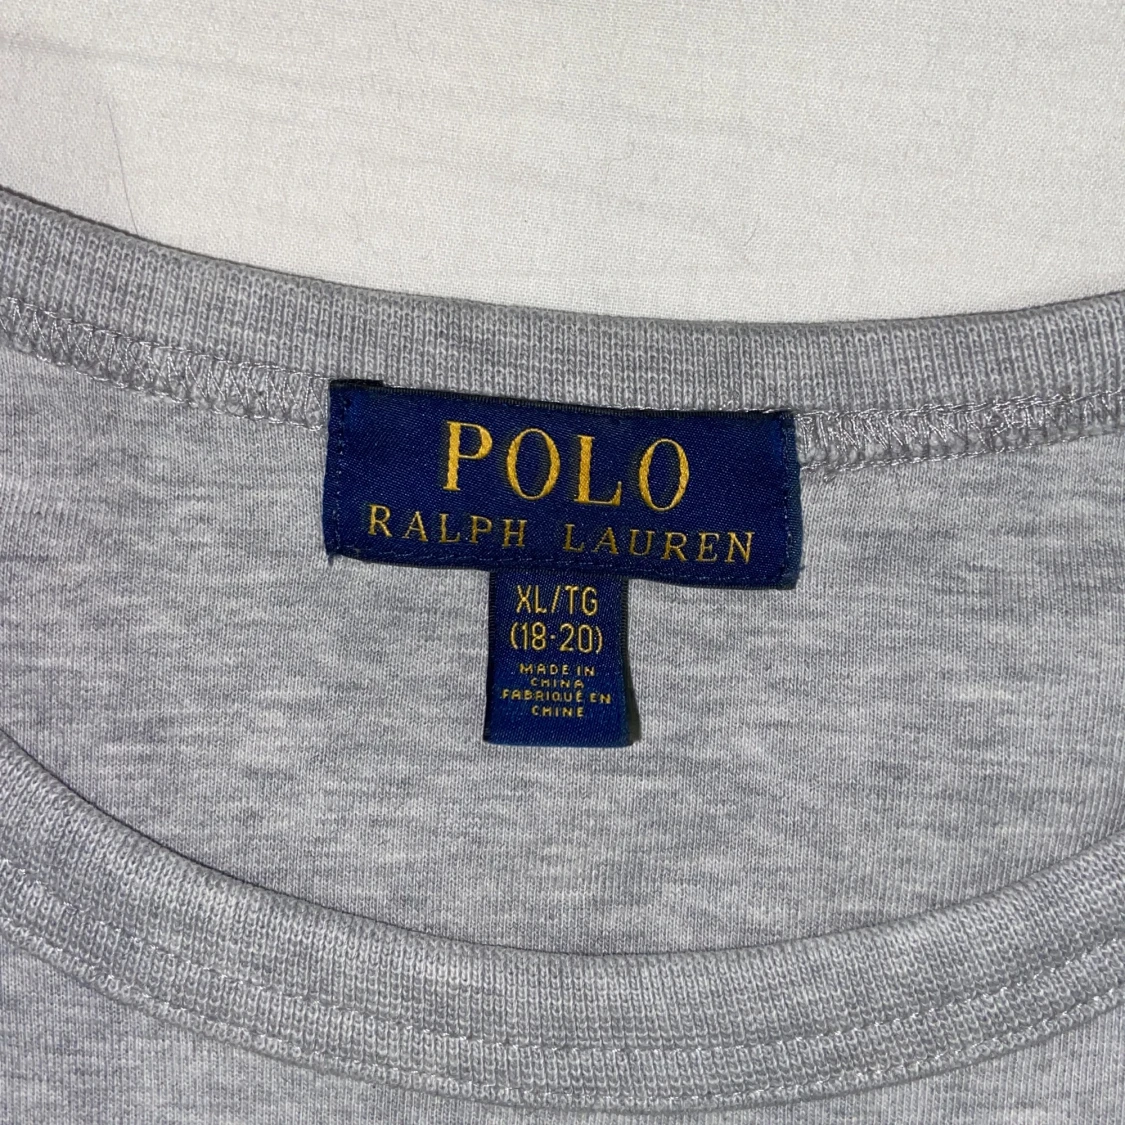 POLO
RALPH LAUREN
XL/TG
(18-20)
MADE IN
CHINA
FABRIQUÉ EN
CHINE